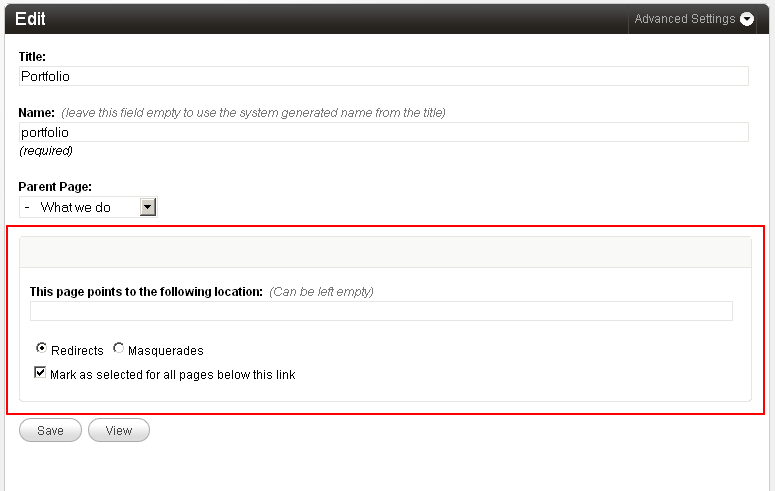 Edit
Advanced Settings
Title:
Portfolio
Name: (leave this field empty to use the system generated name from the title)
portfolio
(required)
Parent Page:
- What we do
This page points to the following location: (Can be left empty)
Redirects Masquerades
Mark as selected for all pages below this link
Save View